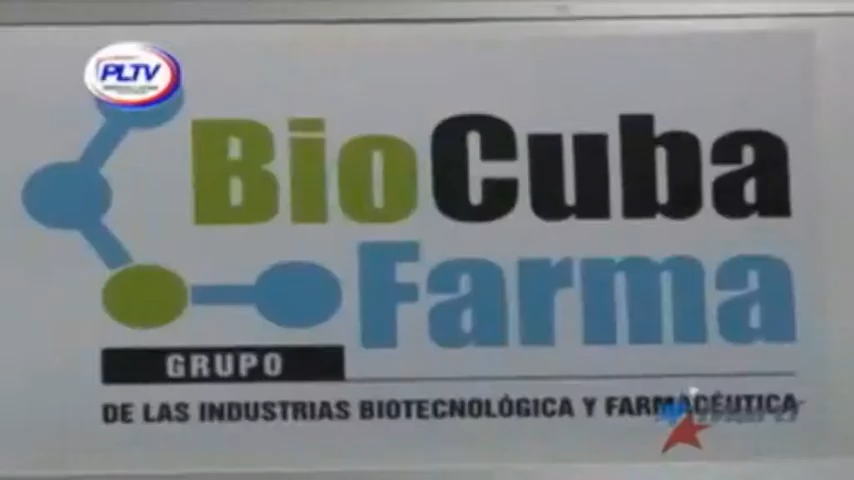 PLTV
BioCuba
Farma
GRUPO
DE LAS INDUSTRIAS BIOTECNOLÓGICA Y FARMACÉUTICA